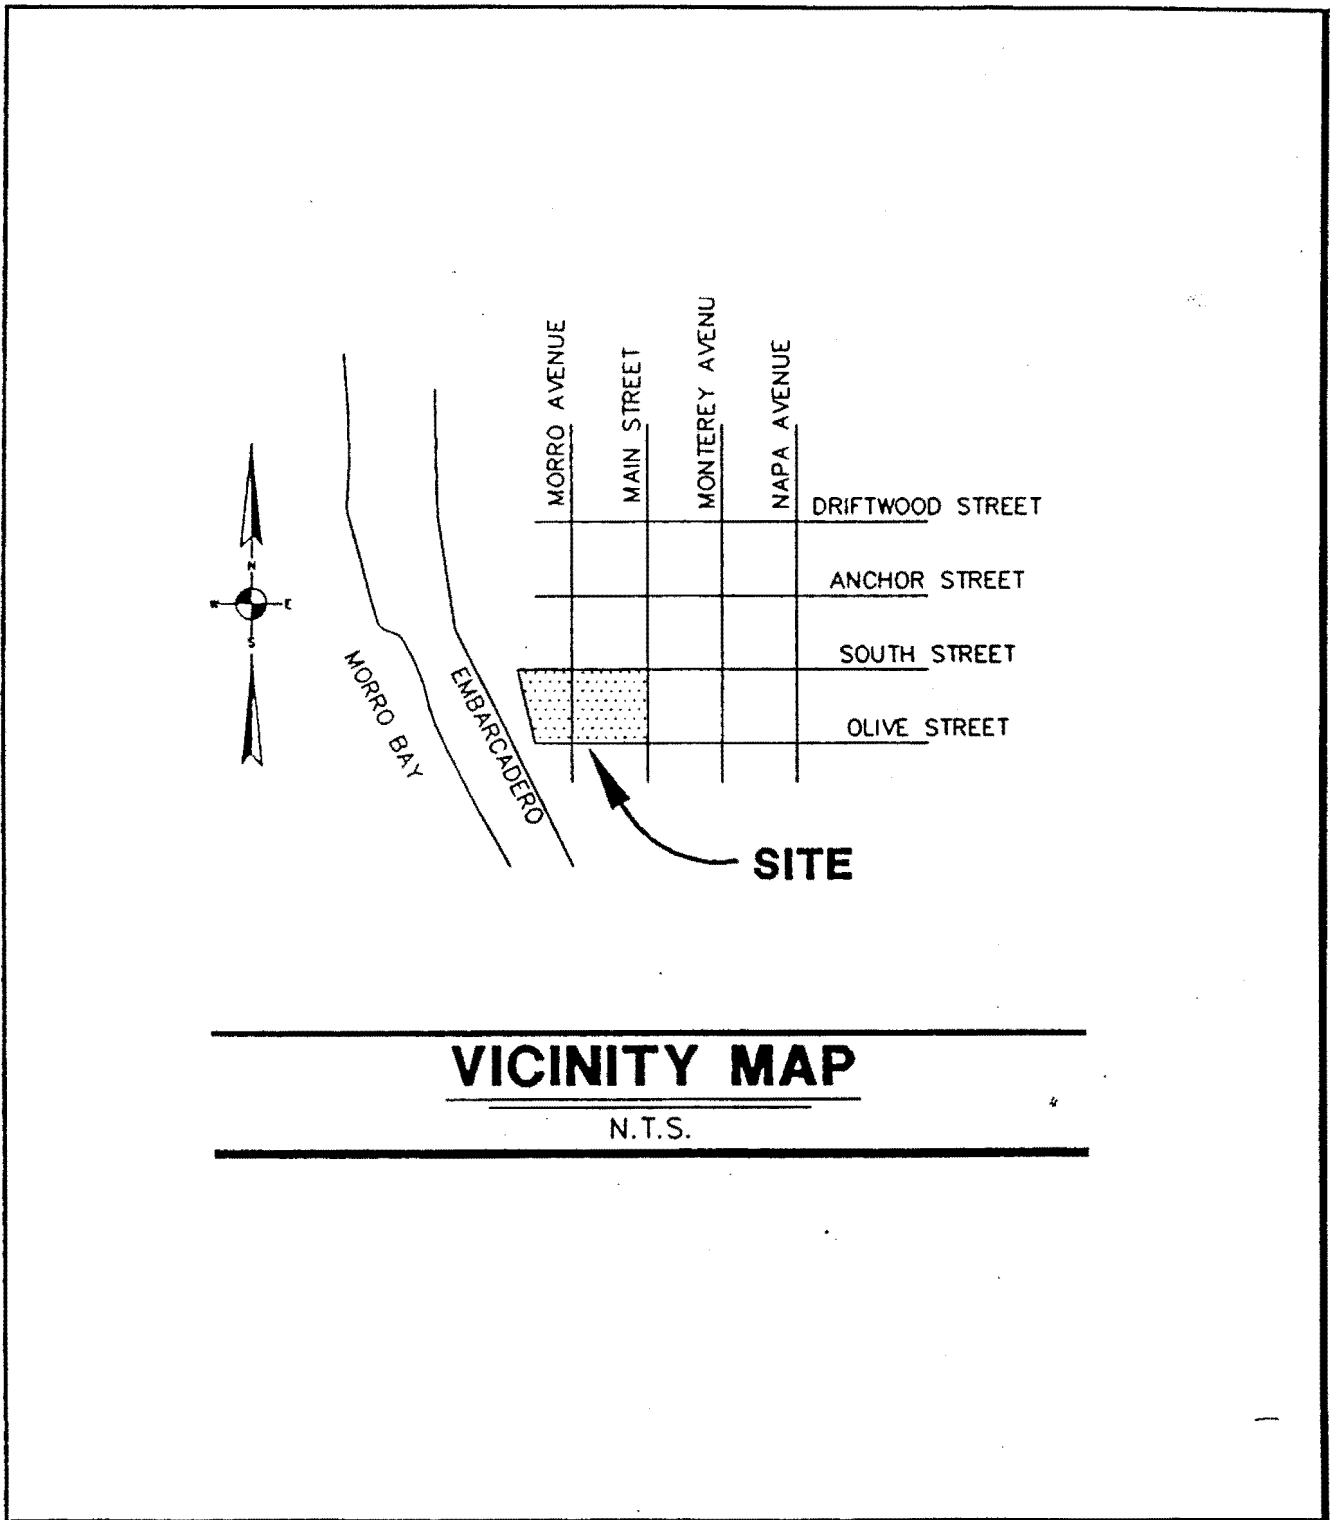 MORRO AVENUE
MAIN STREET
MONTEREY AVENU
NAPA AVENUE
DRIFTWOOD STREET
ANCHOR STREET
SOUTH STREET
OLIVE STREET
N
W
E
S
MORRO BAY
EMBARCADERO
SITE
VICINITY MAP
N.T.S.